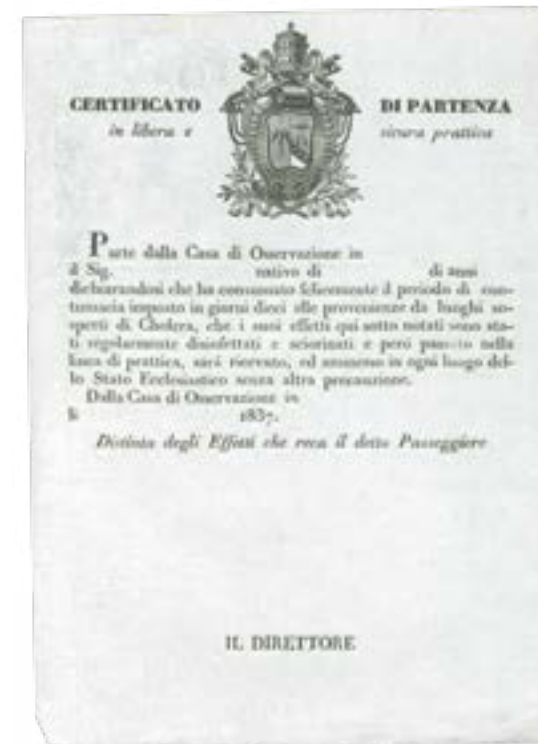 CERTIFICATO DI PARTENZA
in libera e sicura prattica
Parte dalla Casa di Osservazione in
il Sig. nativo di di anni
dichiarandosi che ha consumato felicemente il periodo di con-
tumacia imposto in giorni dieci alle provenienze da luoghi so-
spetti di Cholera, che i suoi effetti qui sotto notati sono sta-
ti regolarmente disinfettati e sciorinati e però passato nella
linea di prattica, sarà ricevuto, ed ammesso in ogni luogo del-
lo Stato Ecclesiastico senza altra precauzione.
Dalla Casa di Osservazione in
li 1837.
Distinta degli Effetti che reca il detto Passeggiere
IL DIRETTORE